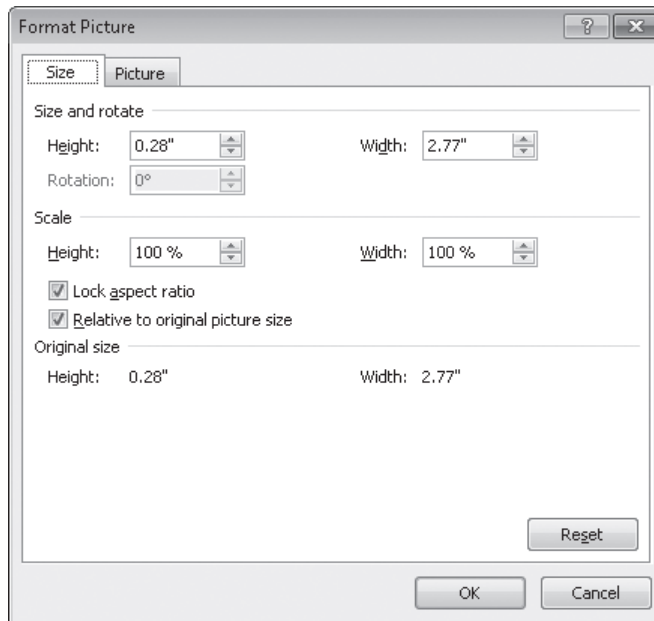 Format Picture
Size Picture
Size and rotate
Height: 0.28" Width: 2.77"
Rotation: 0°
Scale
Height: 100 % Width: 100 %
Lock aspect ratio
Relative to original picture size
Original size
Height: 0.28" Width: 2.77"
Reset
OK Cancel